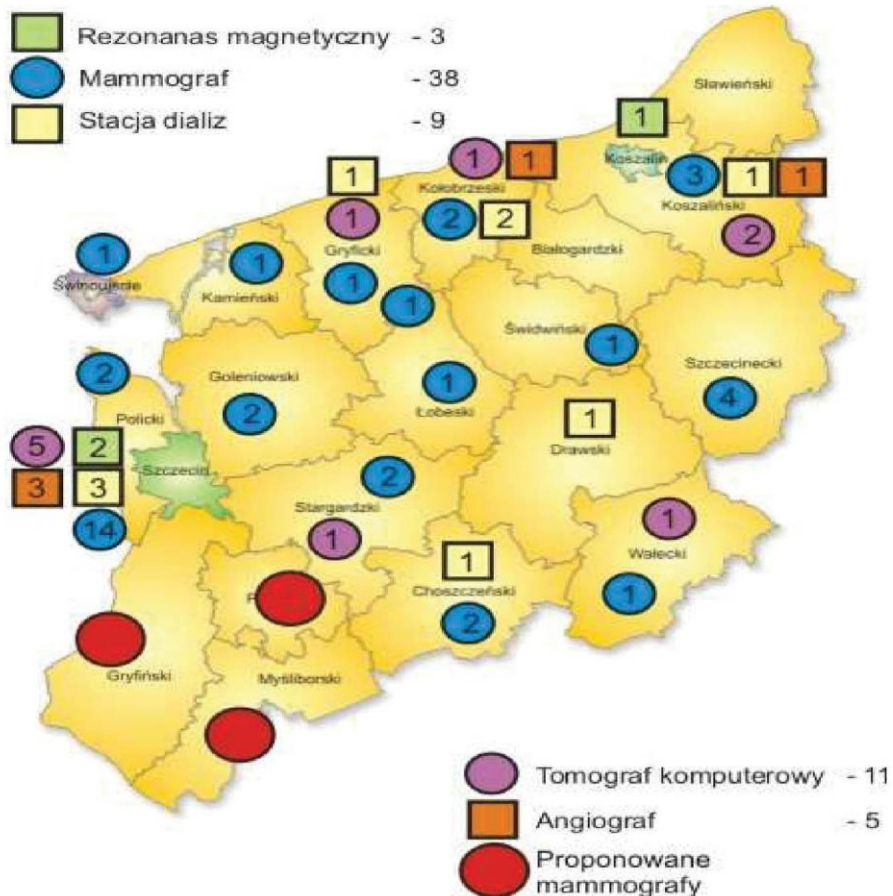 Rezonanas magnetyczny - 3
Mammograf - 38
Stacja dializ - 9
Sławieński
1
Koszalin
1 1
Kołobrzeski
3 1 1
Koszaliński
1
1
Gryficki
2 2
Białogardzki
2
1
Świnoujście
1
Kamieński
1
1
Świdwiński
1
Szczecinecki
4
2
Policki
Goleniowski
2
1
Łobeski
1
Drawski
5 2
Szczecin
3 3
14
2
Stargardzki
1
1
Wałecki
1
1
Choszczeński
2
Gryfiński
Myśliborski
Tomograf komputerowy - 11
Angiograf - 5
Proponowane
mammografy